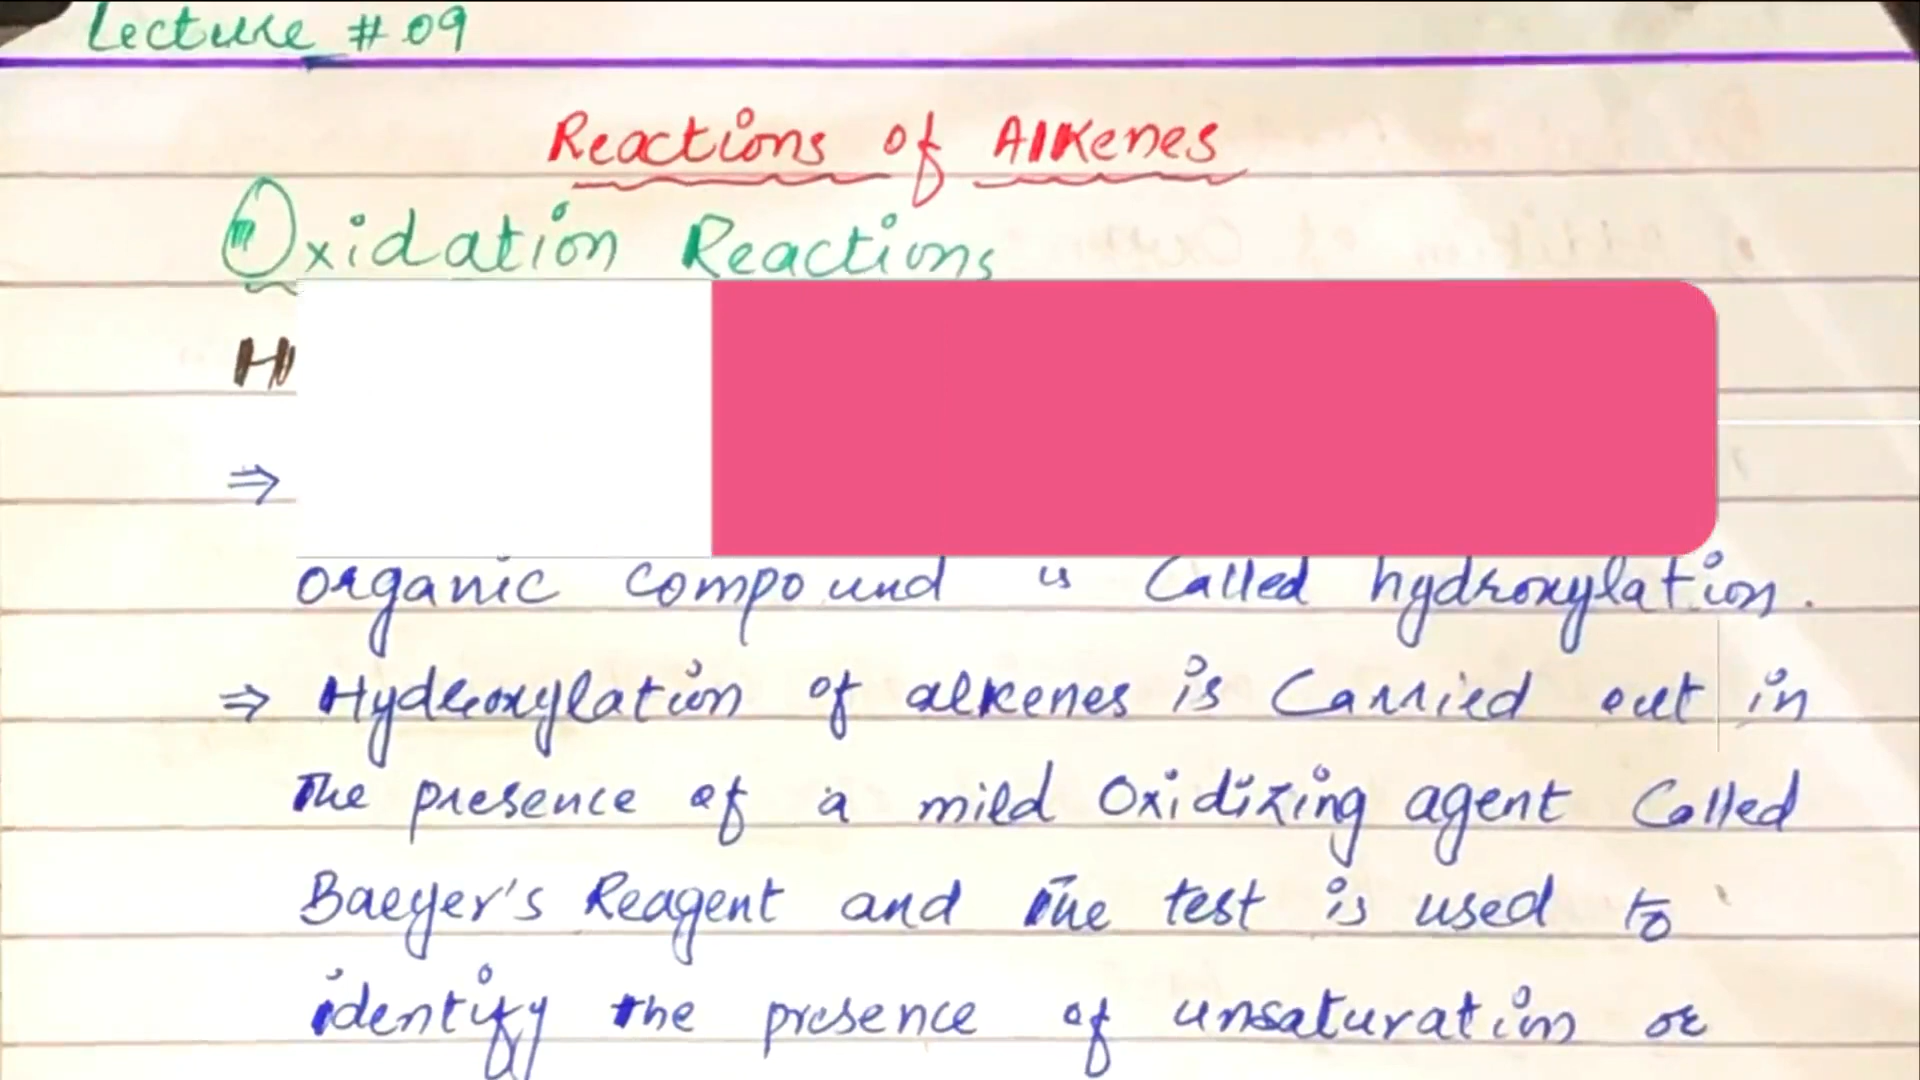 Lecture # 09
Reactions of Alkenes
Oxidation Reactions
H
⇒
organic compound is called hydroxylation.
⇒ Hydroxylation of alkenes is Carried out in
The presence of a mild Oxidizing agent Called
Baeyer's Reagent and The test is used to
identify the presence of unsaturation or